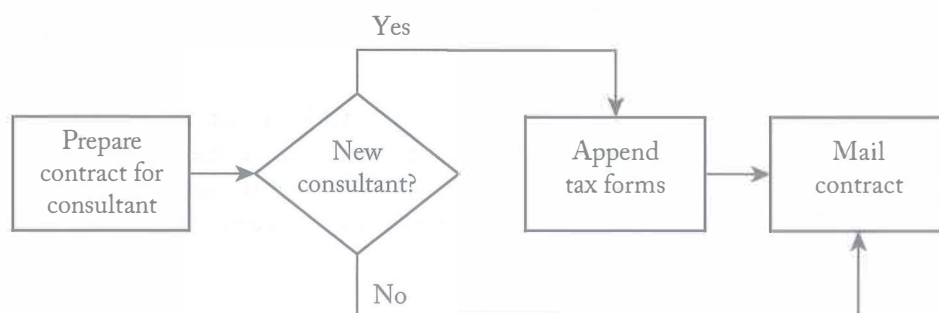 Yes
Prepare
contract for
consultant
New
consultant?
Append
tax forms
Mail
contract
No